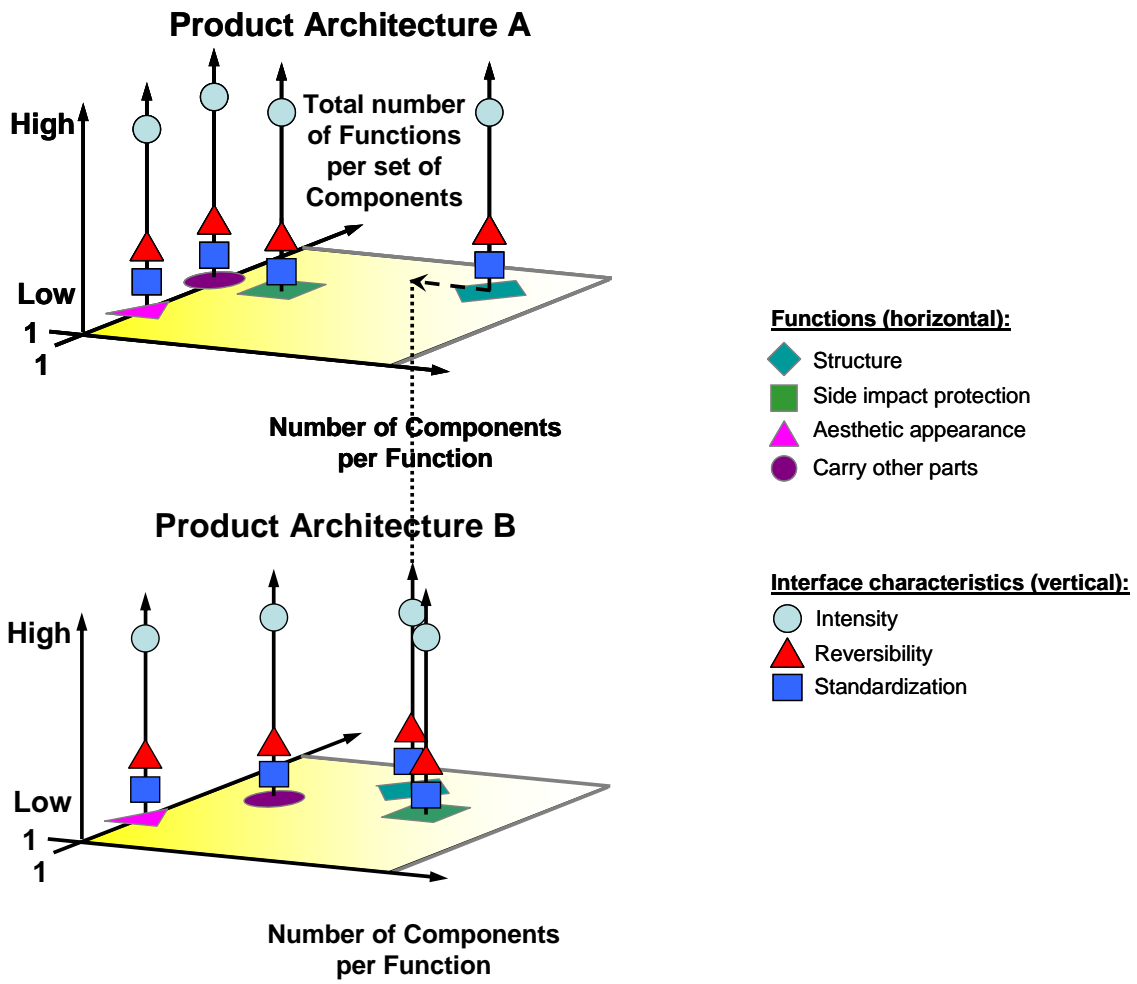 Product Architecture A
High
Total number
of Functions
per set of
Components
Low
1
1
Number of Components
per Function
Functions (horizontal):
Structure
Side impact protection
Aesthetic appearance
Carry other parts
Product Architecture B
High
Low
1
1
Number of Components
per Function
Interface characteristics (vertical):
Intensity
Reversibility
Standardization